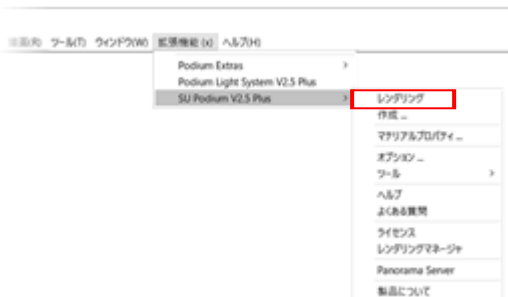 ツール(T) ウィンドウ(W) 拡張機能 (x) ヘルプ(H)
Podium Extras
Podium Light System V2.5 Plus
SU Podium V2.5 Plus
レンダリング
作成 ...
マテリアルプロパティ ...
オプション ...
ツール
ヘルプ
よくある質問
ライセンス
レンダリングマネージャ
Panorama Server
製品について